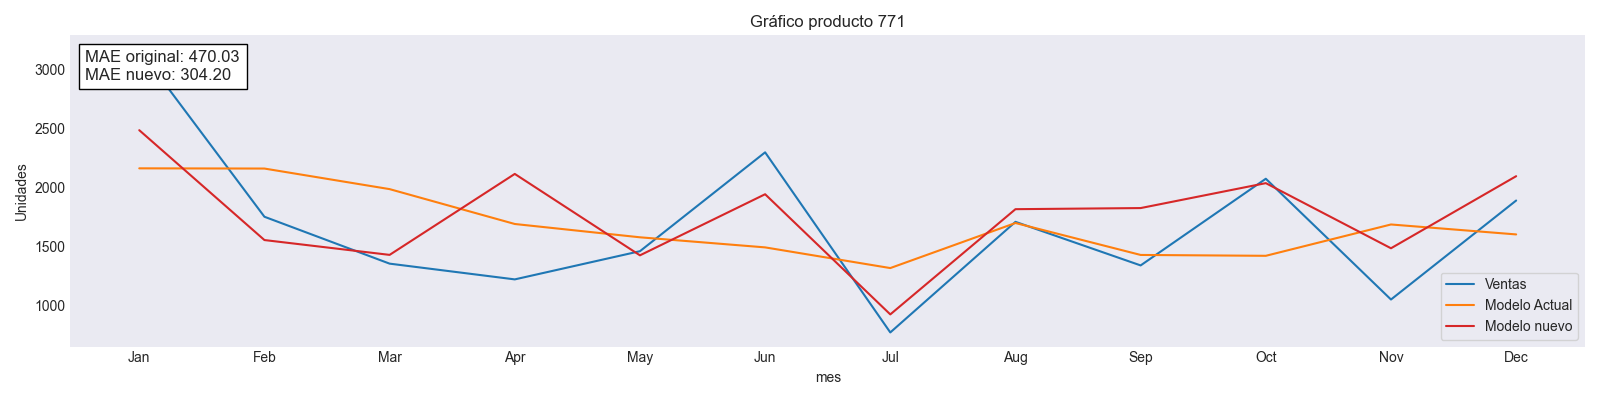 Gráfico producto 771
MAE original: 470.03
MAE nuevo: 304.20
3000
2500
2000
1500
1000
Unidades
Jan Feb Mar Apr May Jun Jul Aug Sep Oct Nov Dec
mes
Ventas
Modelo Actual
Modelo nuevo